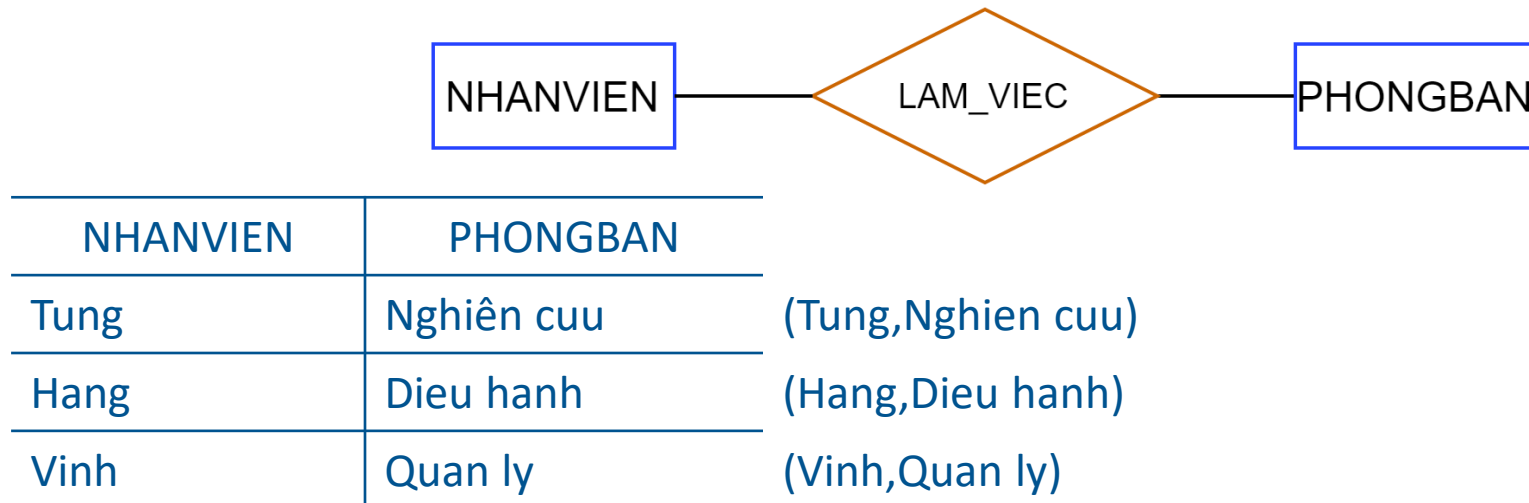 NHANVIEN LAM_VIEC PHONGBAN
NHANVIEN PHONGBAN
Tung Nghiên cuu (Tung,Nghien cuu)
Hang Dieu hanh (Hang,Dieu hanh)
Vinh Quan ly (Vinh,Quan ly)